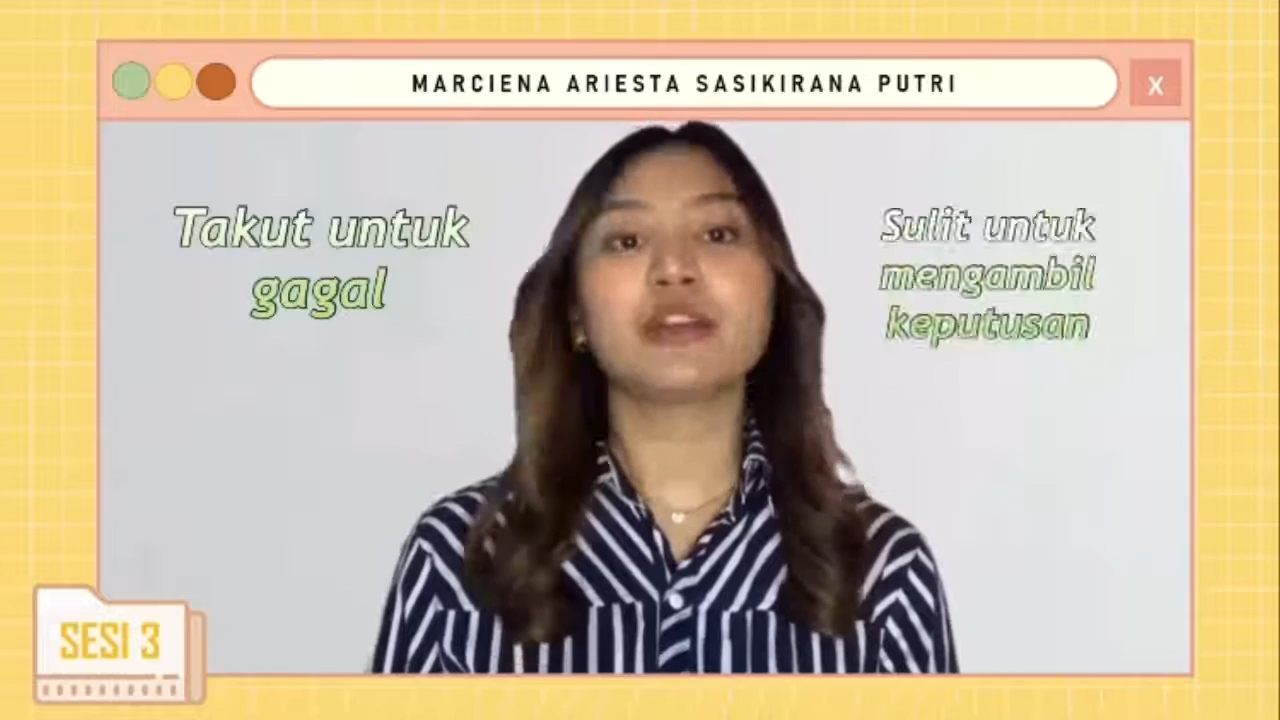 MARCIENA ARIESTA SASIKIRANA PUTRI
X
Takut untuk
gagal
Sulit untuk
mengambil
keputusan
SESI 3